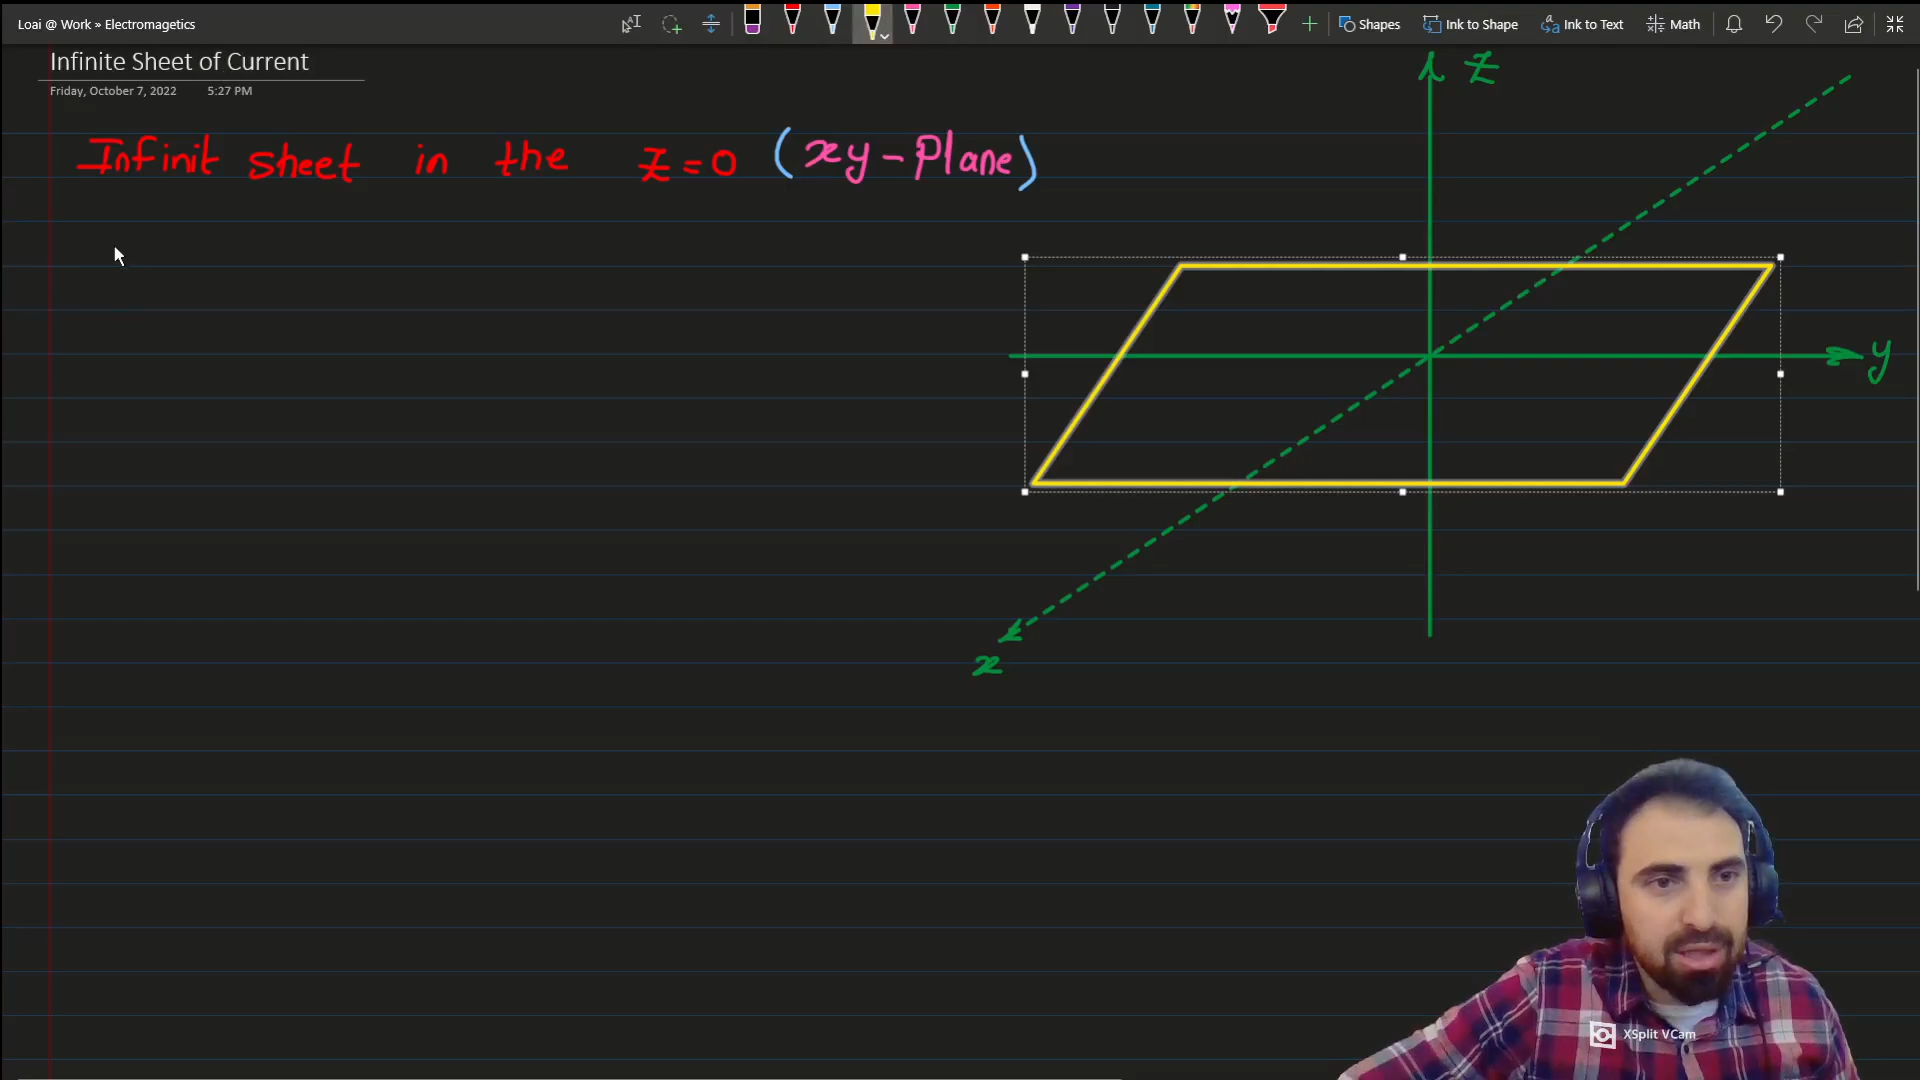 Loai @ Work » Electromagetics
Shapes Ink to Shape Ink to Text Math
Infinite Sheet of Current
Friday, October 7, 2022 5:27 PM
Infinit sheet in the z=0 (xy-Plane)
z
y
x
XSplit VCam